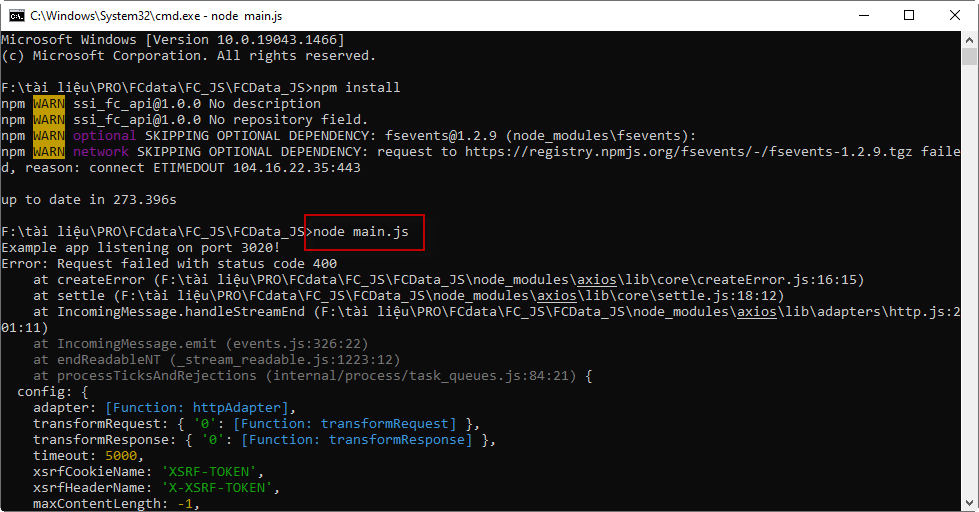 C:\Windows\System32\cmd.exe - node  main.js
Microsoft Windows [Version 10.0.19043.1466]
(c) Microsoft Corporation. All rights reserved.
F:\tài liệu\PRO\FCdata\FC_JS\FCData_JS>npm install
npm WARN ssi_fc_api@1.0.0 No description
npm WARN ssi_fc_api@1.0.0 No repository field.
npm WARN optional SKIPPING OPTIONAL DEPENDENCY: fsevents@1.2.9 (node_modules\fsevents):
npm WARN network SKIPPING OPTIONAL DEPENDENCY: request to https://registry.npmjs.org/fsevents/-/fsevents-1.2.9.tgz faile
d, reason: connect ETIMEDOUT 104.16.22.35:443
up to date in 273.396s
F:\tài liệu\PRO\FCdata\FC_JS\FCData_JS>node main.js
Example app listening on port 3020!
Error: Request failed with status code 400
    at createError (F:\tài liệu\PRO\FCdata\FC_JS\FCData_JS\node_modules\axios\lib\core\createError.js:16:15)
    at settle (F:\tài liệu\PRO\FCdata\FC_JS\FCData_JS\node_modules\axios\lib\core\settle.js:18:12)
    at IncomingMessage.handleStreamEnd (F:\tài liệu\PRO\FCdata\FC_JS\FCData_JS\node_modules\axios\lib\adapters\http.js:2
01:11)
    at IncomingMessage.emit (events.js:326:22)
    at endReadableNT (_stream_readable.js:1223:12)
    at processTicksAndRejections (internal/process/task_queues.js:84:21) {
  config: {
    adapter: [Function: httpAdapter],
    transformRequest: { '0': [Function: transformRequest] },
    transformResponse: { '0': [Function: transformResponse] },
    timeout: 5000,
    xsrfCookieName: 'XSRF-TOKEN',
    xsrfHeaderName: 'X-XSRF-TOKEN',
    maxContentLength: -1,